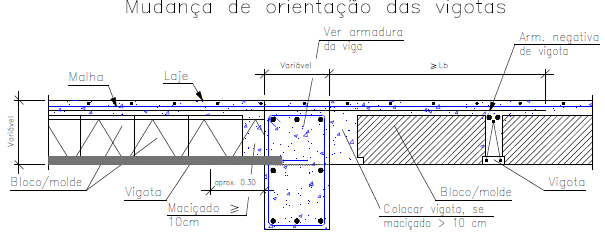 Mudança de orientação das vigotas
Ver armadura
da viga
Arm. negativa
de vigota
Variável
≥Lb
Malha
Laje
Variável
Bloco/molde
Vigota
aprox. 0.30
Maciçado ≥
10cm
Bloco/molde
Vigota
Colocar vigota, se
maciçado > 10 cm